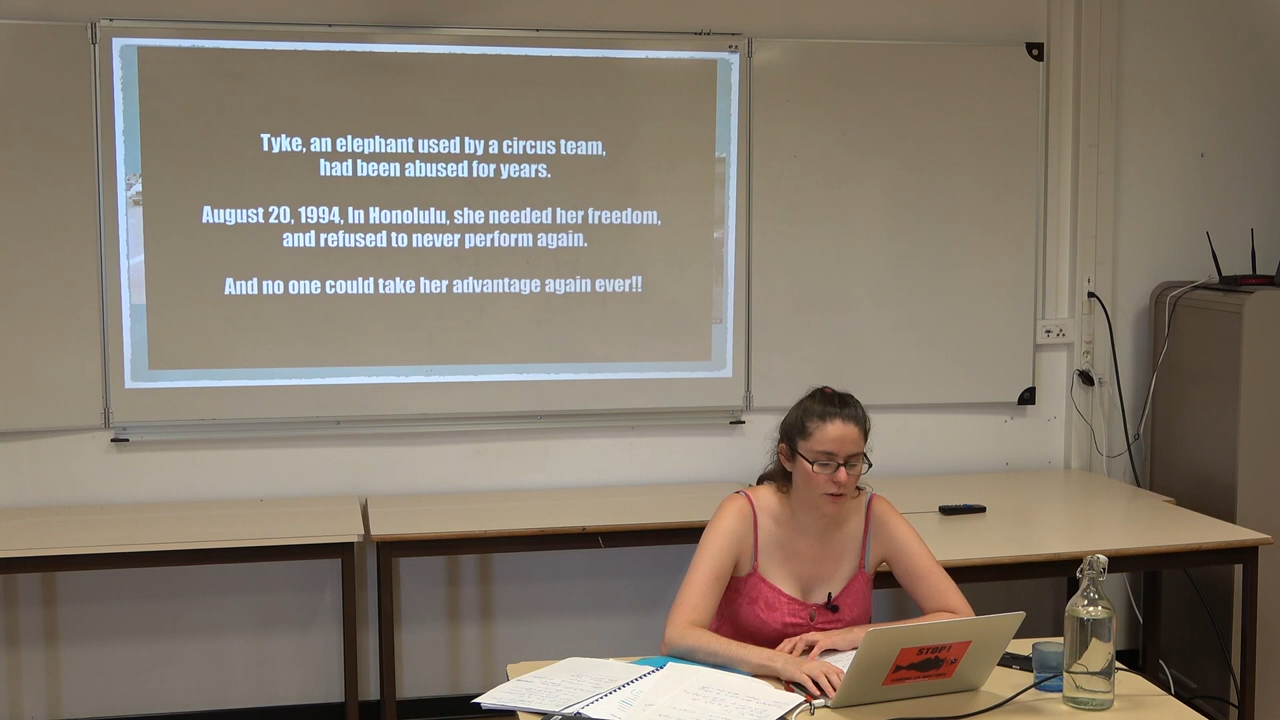 Tyke, an elephant used by a circus team,
had been abused for years.
August 20, 1994, In Honolulu, she needed her freedom,
and refused to never perform again.
And no one could take her advantage again ever!!
STOP!